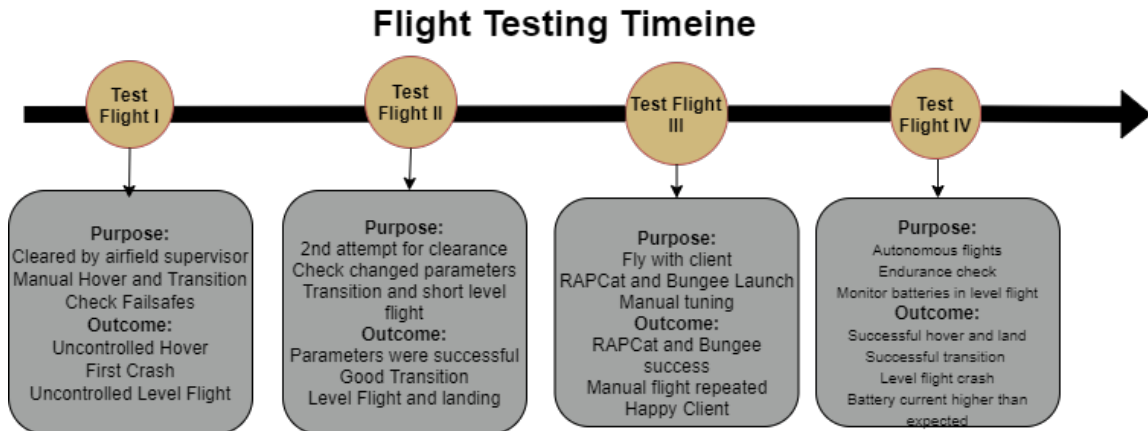 Flight Testing Timeine
Test
Flight I
Test
Flight II
Test Flight
III
Test
Flight IV
Purpose:
Cleared by airfield supervisor
Manual Hover and Transition
Check Failsafes
Outcome:
Uncontrolled Hover
First Crash
Uncontrolled Level Flight
Purpose:
2nd attempt for clearance
Check changed parameters
Transition and short level
flight
Outcome:
Parameters were successful
Good Transition
Level Flight and landing
Purpose:
Fly with client
RAPCat and Bungee Launch
Manual tuning
Outcome:
RAPCat and Bungee
success
Manual flight repeated
Happy Client
Purpose:
Autonomous flights
Endurance check
Monitor batteries in level flight
Outcome:
Successful hover and land
Successful transition
Level flight crash
Battery current higher than
expected